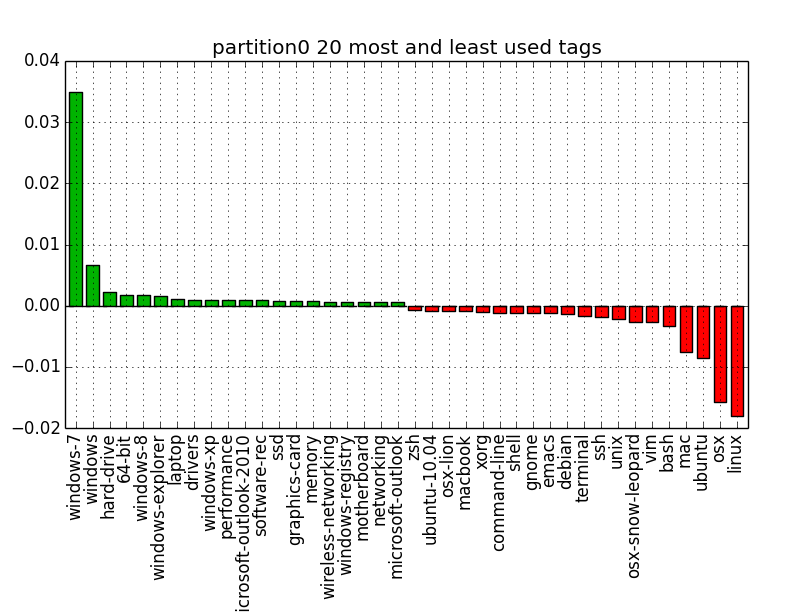 partition0 20 most and least used tags
0.04
0.03
0.02
0.01
0.00
−0.01
−0.02
windows-7
windows
hard-drive
64-bit
windows-8
windows-explorer
laptop
drivers
windows-xp
performance
icrosoft-outlook-2010
software-rec
ssd
graphics-card
memory
wireless-networking
windows-registry
motherboard
networking
microsoft-outlook
zsh
ubuntu-10.04
osx-lion
macbook
xorg
command-line
shell
gnome
emacs
debian
terminal
ssh
unix
osx-snow-leopard
vim
bash
mac
ubuntu
osx
linux